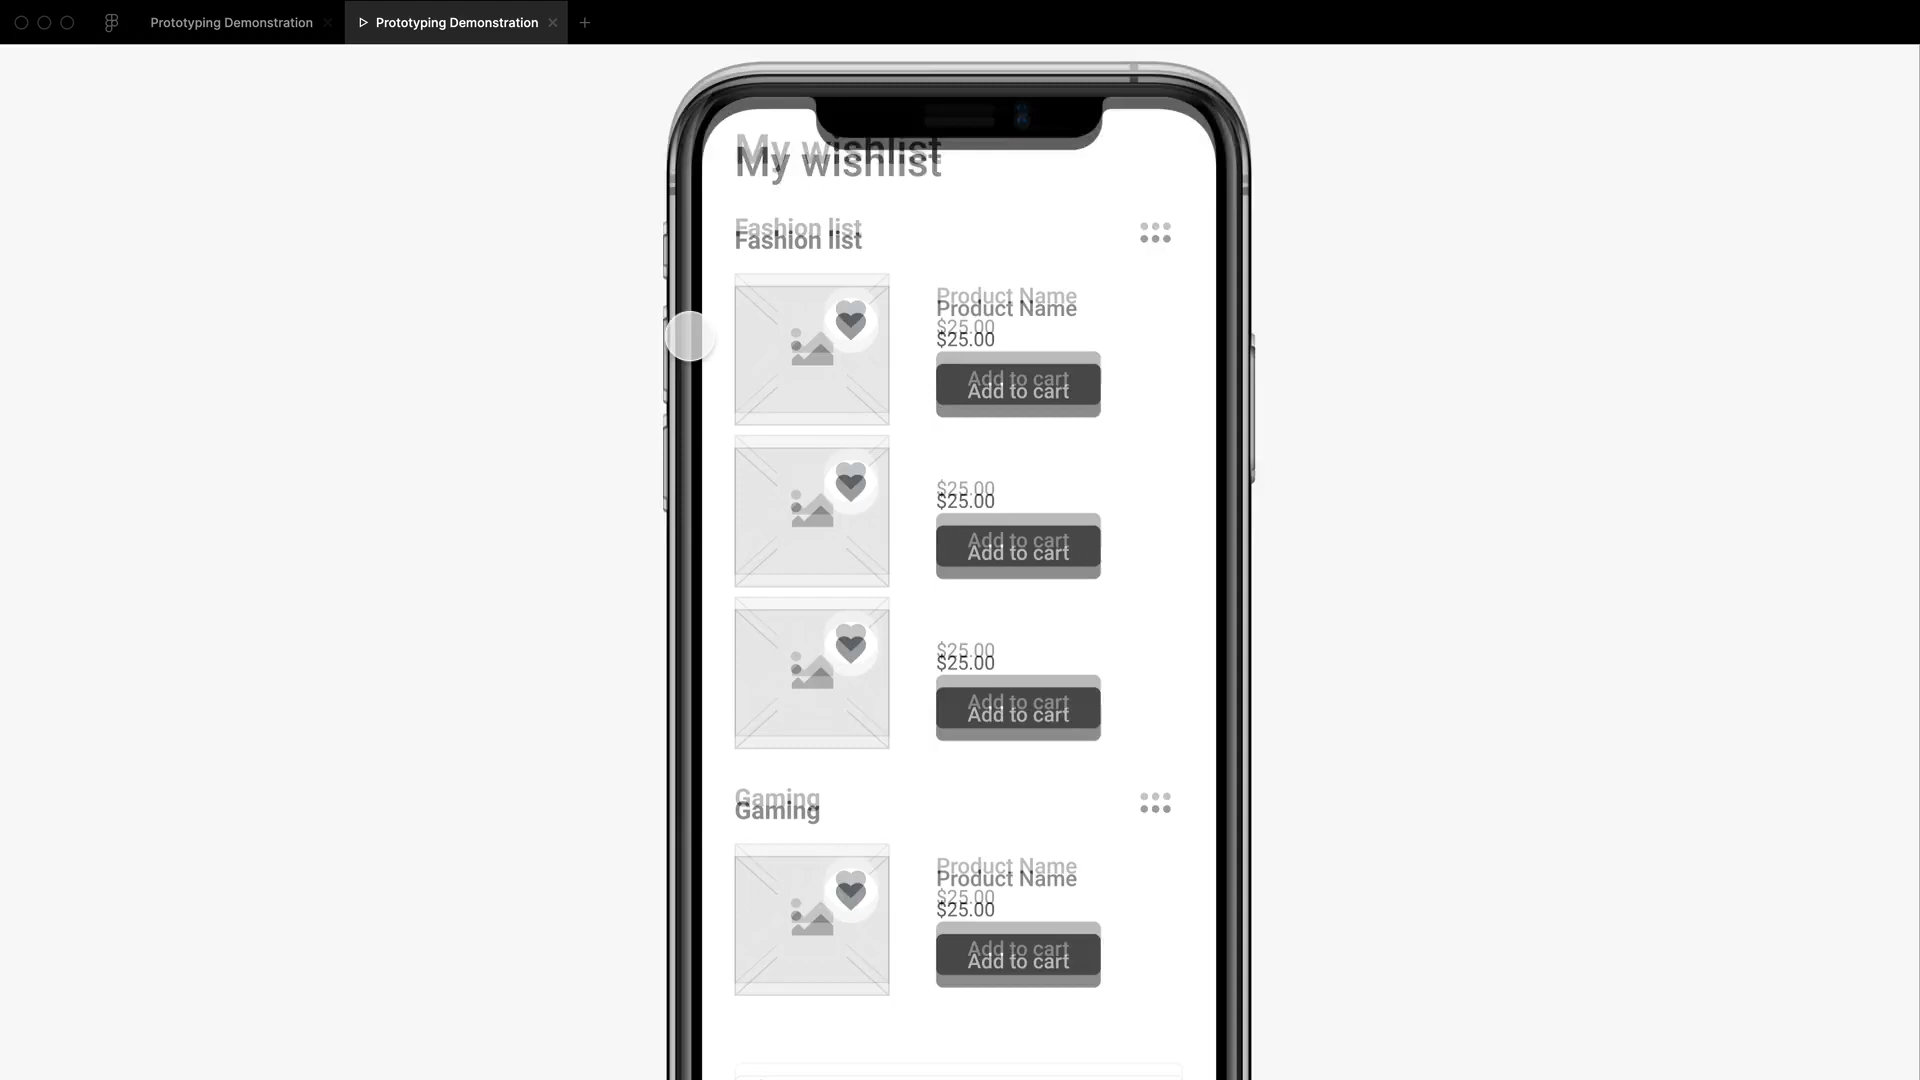 Prototyping Demonstration
Prototyping Demonstration
My wishlist
Fashion list
Product Name
$25.00
Add to cart
$25.00
Add to cart
$25.00
Add to cart
Gaming
Product Name
$25.00
Add to cart